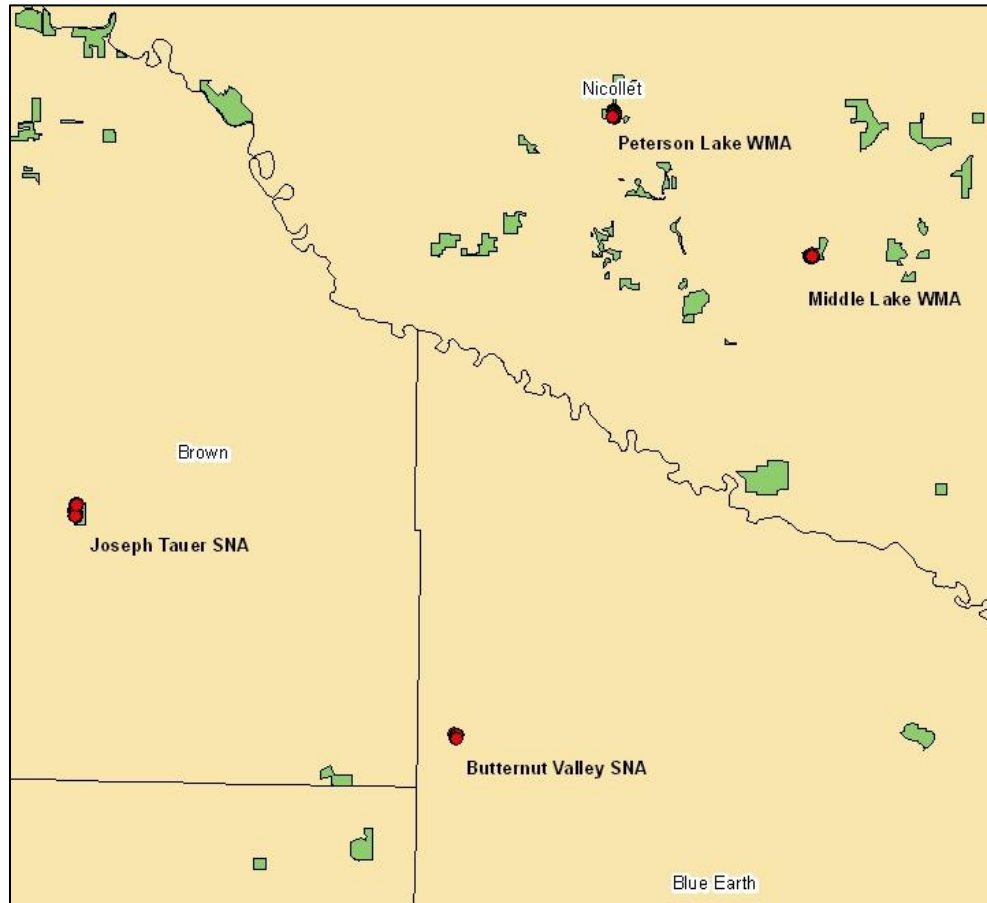 Nicollet
Peterson Lake WMA
Middle Lake WMA
Brown
Joseph Tauer SNA
Butternut Valley SNA
Blue Earth